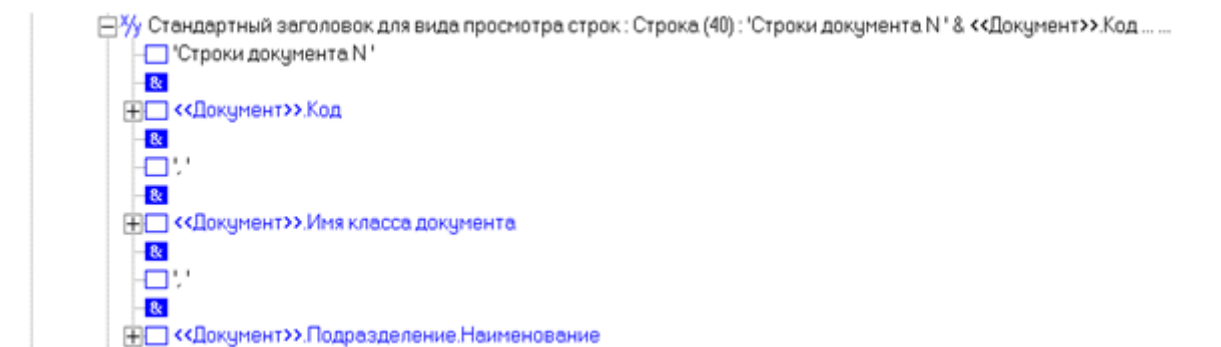 Стандартный заголовок для вида просмотра строк : Строка (40) : 'Строки документа N ' & <<Документ>>.Код ... ...
'Строки документа N '
&
<<Документ>>.Код
&
', '
&
<<Документ>>.Имя класса документа
&
', '
&
<<Документ>>.Подразделение.Наименование